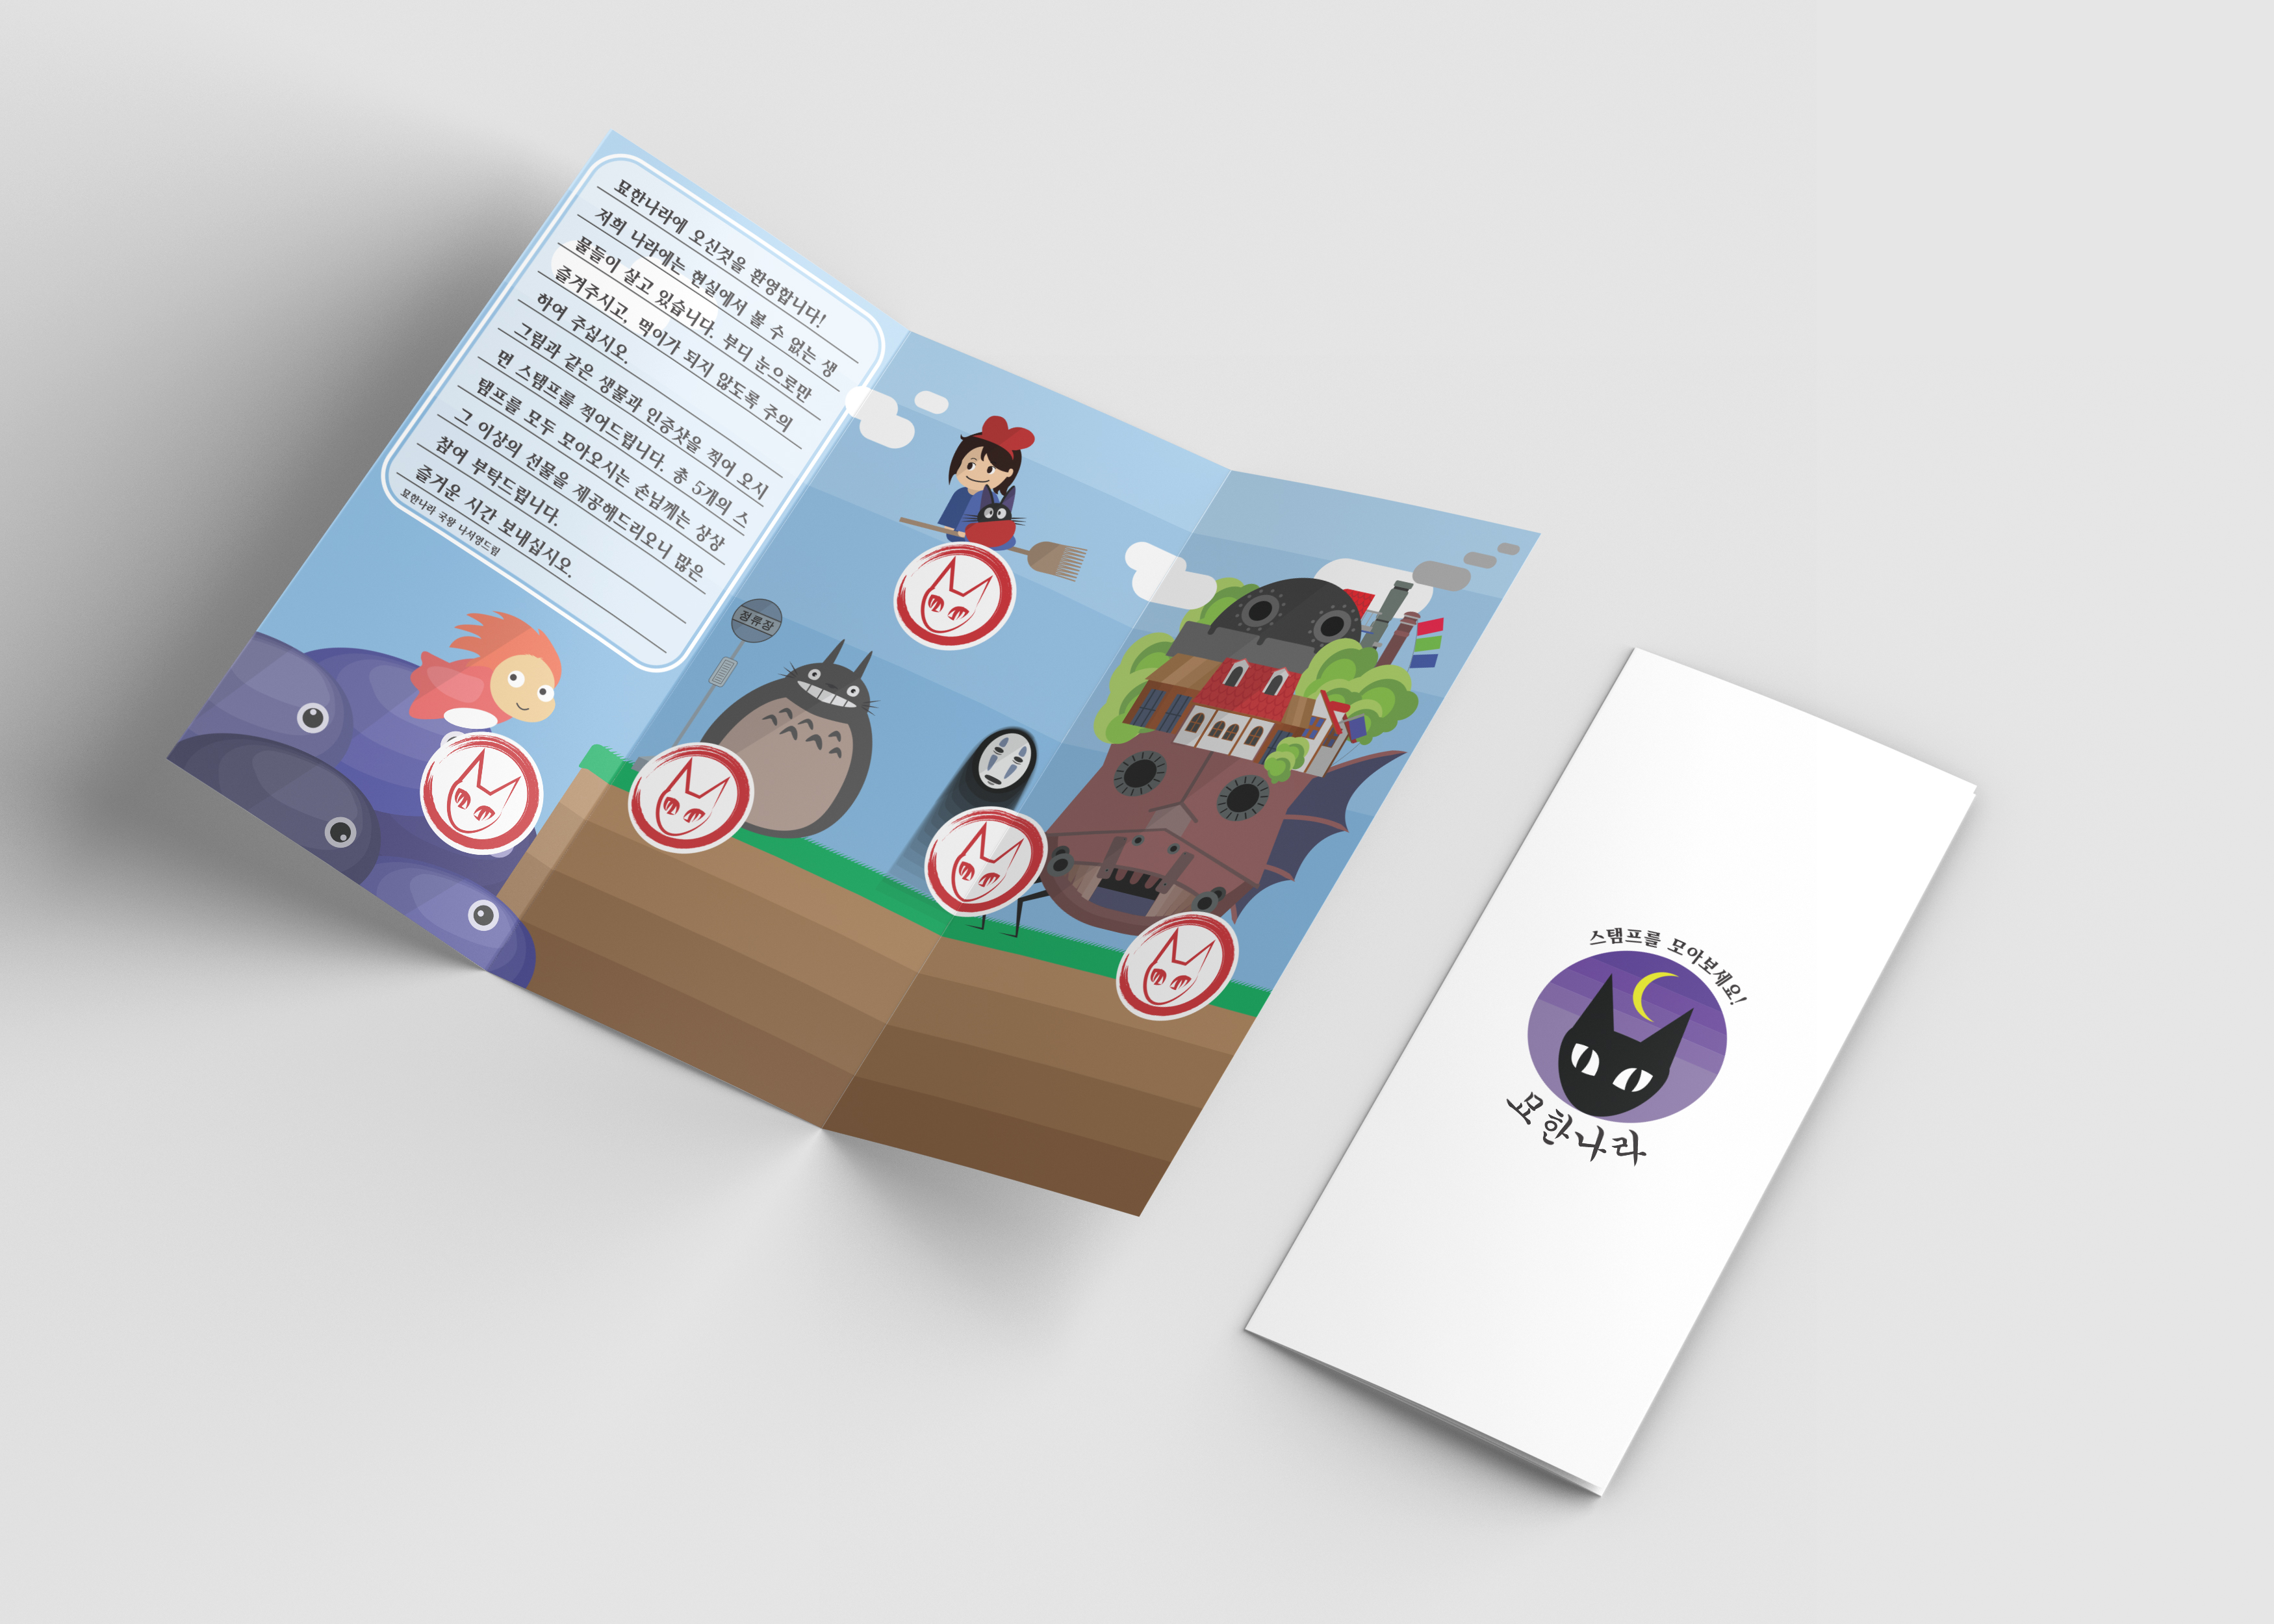 묘한나라에 오신것을 환영합니다!
저희 나라에는 현실에서 볼 수 없는 생
물들이 살고 있습니다. 부디 눈으로만
즐겨주시고, 먹이가 되지 않도록 주의
하여 주십시오.
그림과 같은 생물과 인증샷을 찍어 오시
면 스탬프를 찍어드립니다. 총 5개의 스
탬프를 모두 모아오시는 손님께는 상상
그 이상의 선물을 제공해드리오니 많은
참여 부탁드립니다.
즐거운 시간 보내십시오.
묘한나라 국왕 나서영드림
정류장
스탬프를 모아보세요!
묘한나라